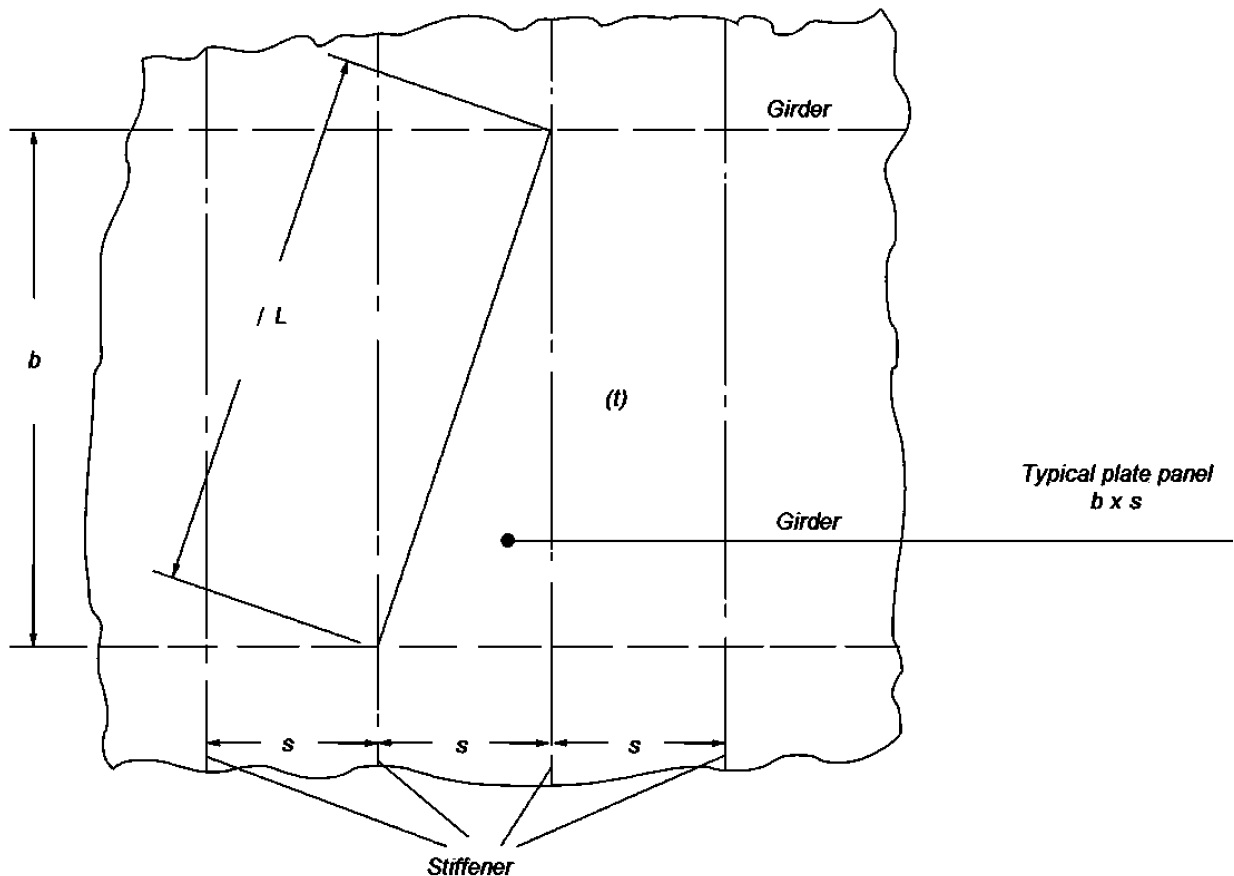 Girder
/ L
b
(t)
Typical plate panel
b x s
Girder
s
s
s
Stiffener